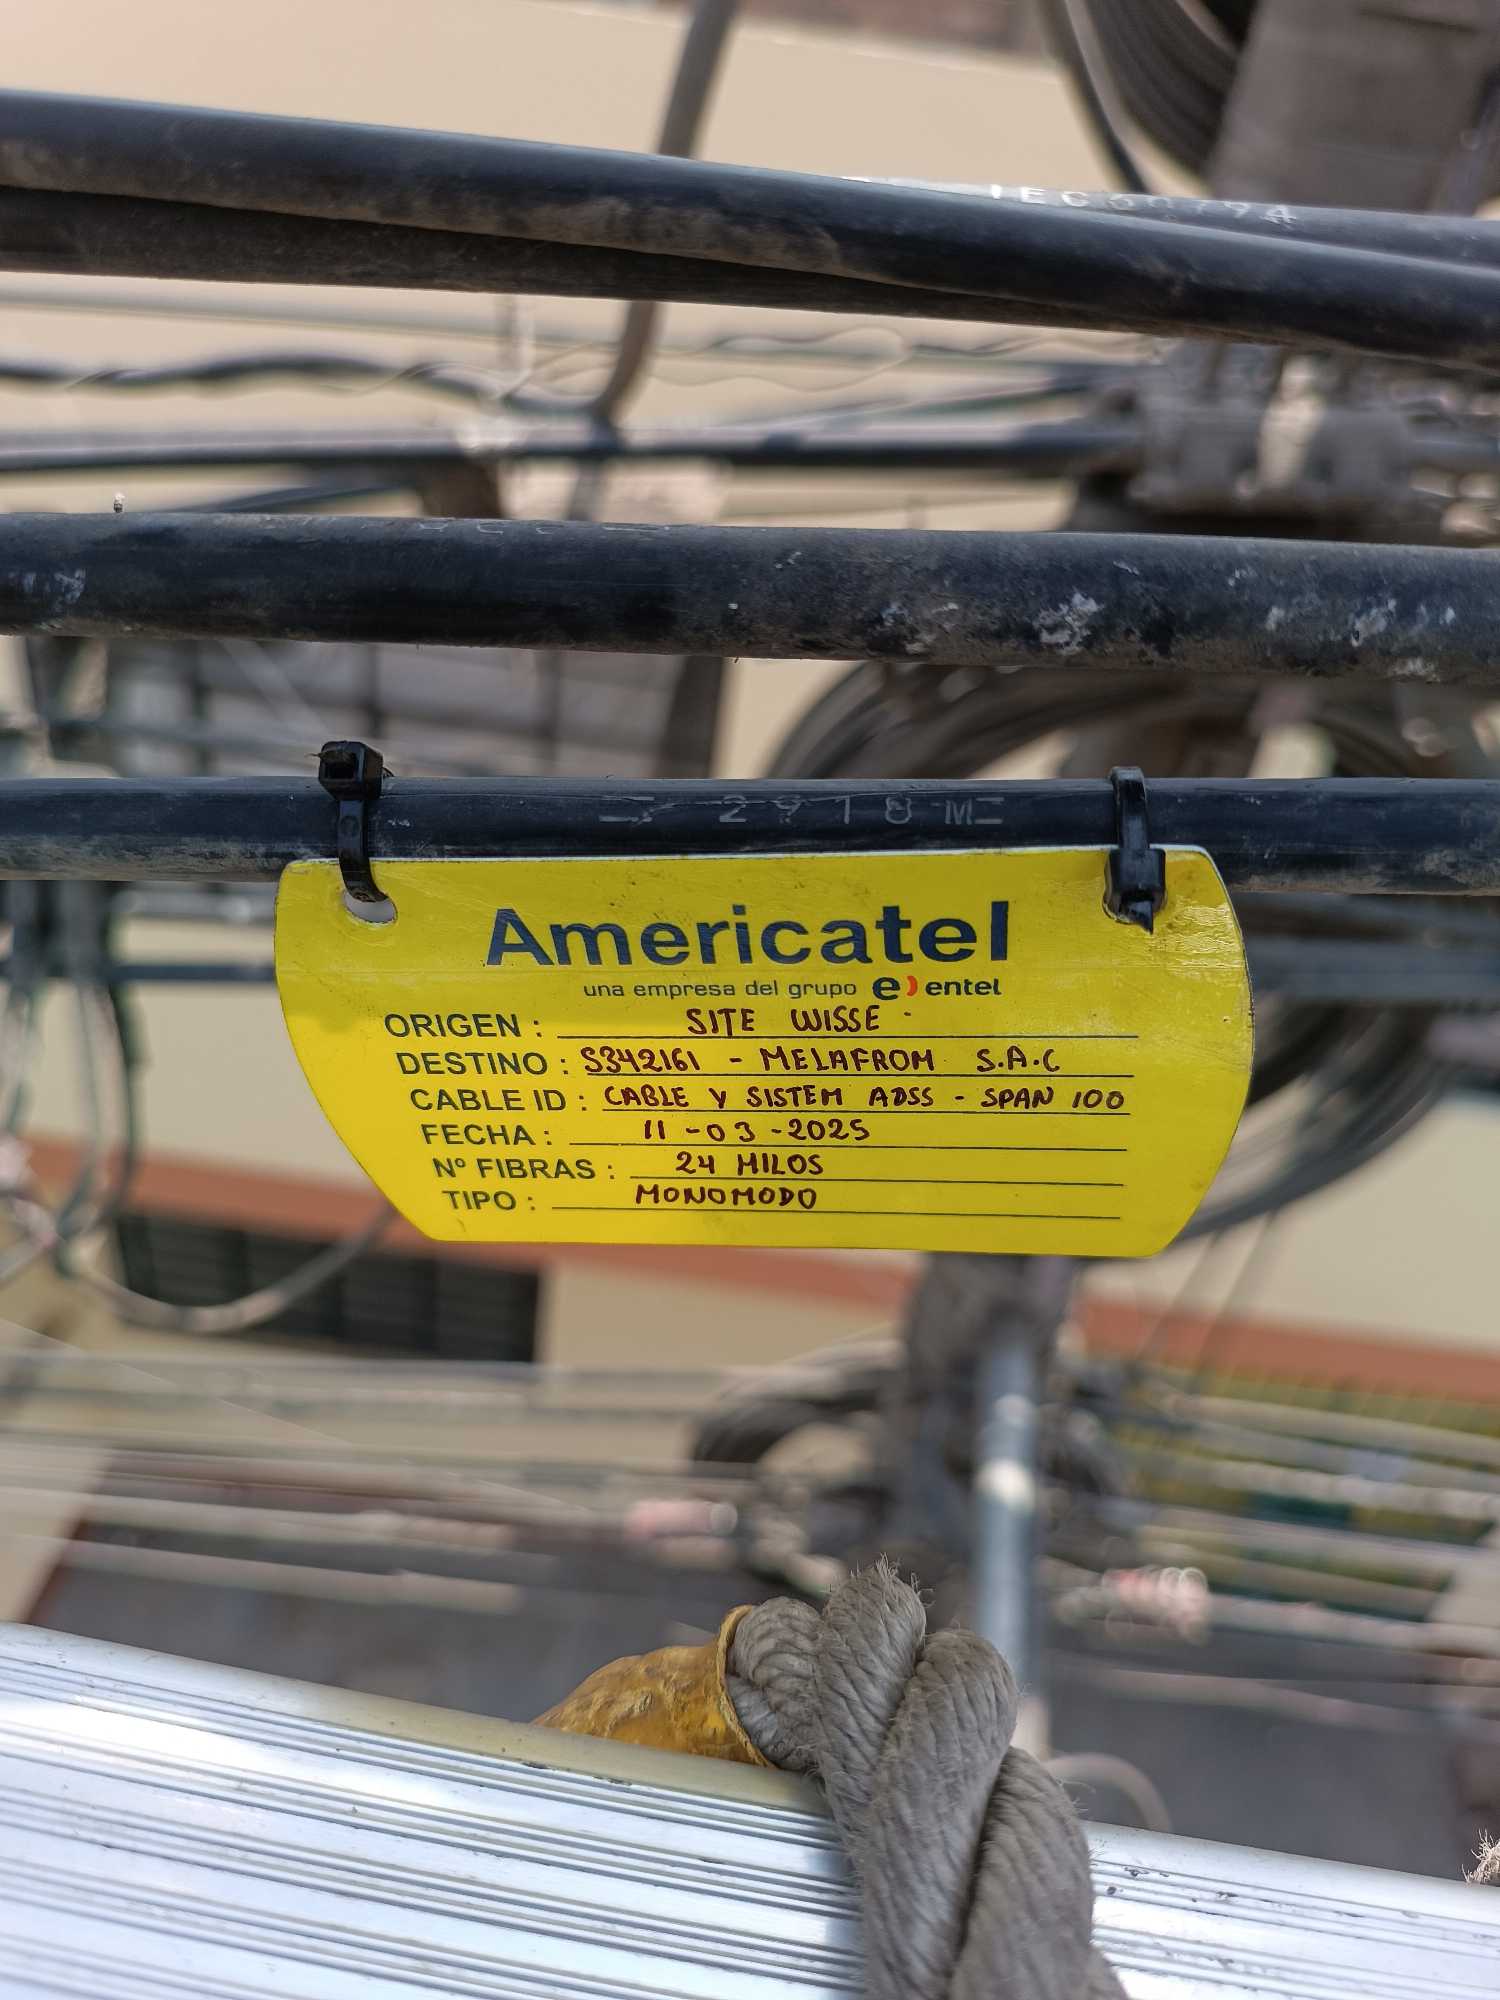 IEC60794
= 2918 M =
Americatel
una empresa del grupo e) entel
ORIGEN : SITE WISSE
DESTINO : S342161 - MELAFROM S.A.C
CABLE ID : CABLE Y SISTEM ADSS - SPAN 100
FECHA : 11-03-2025
Nº FIBRAS : 24 HILOS
TIPO : MONOMODO